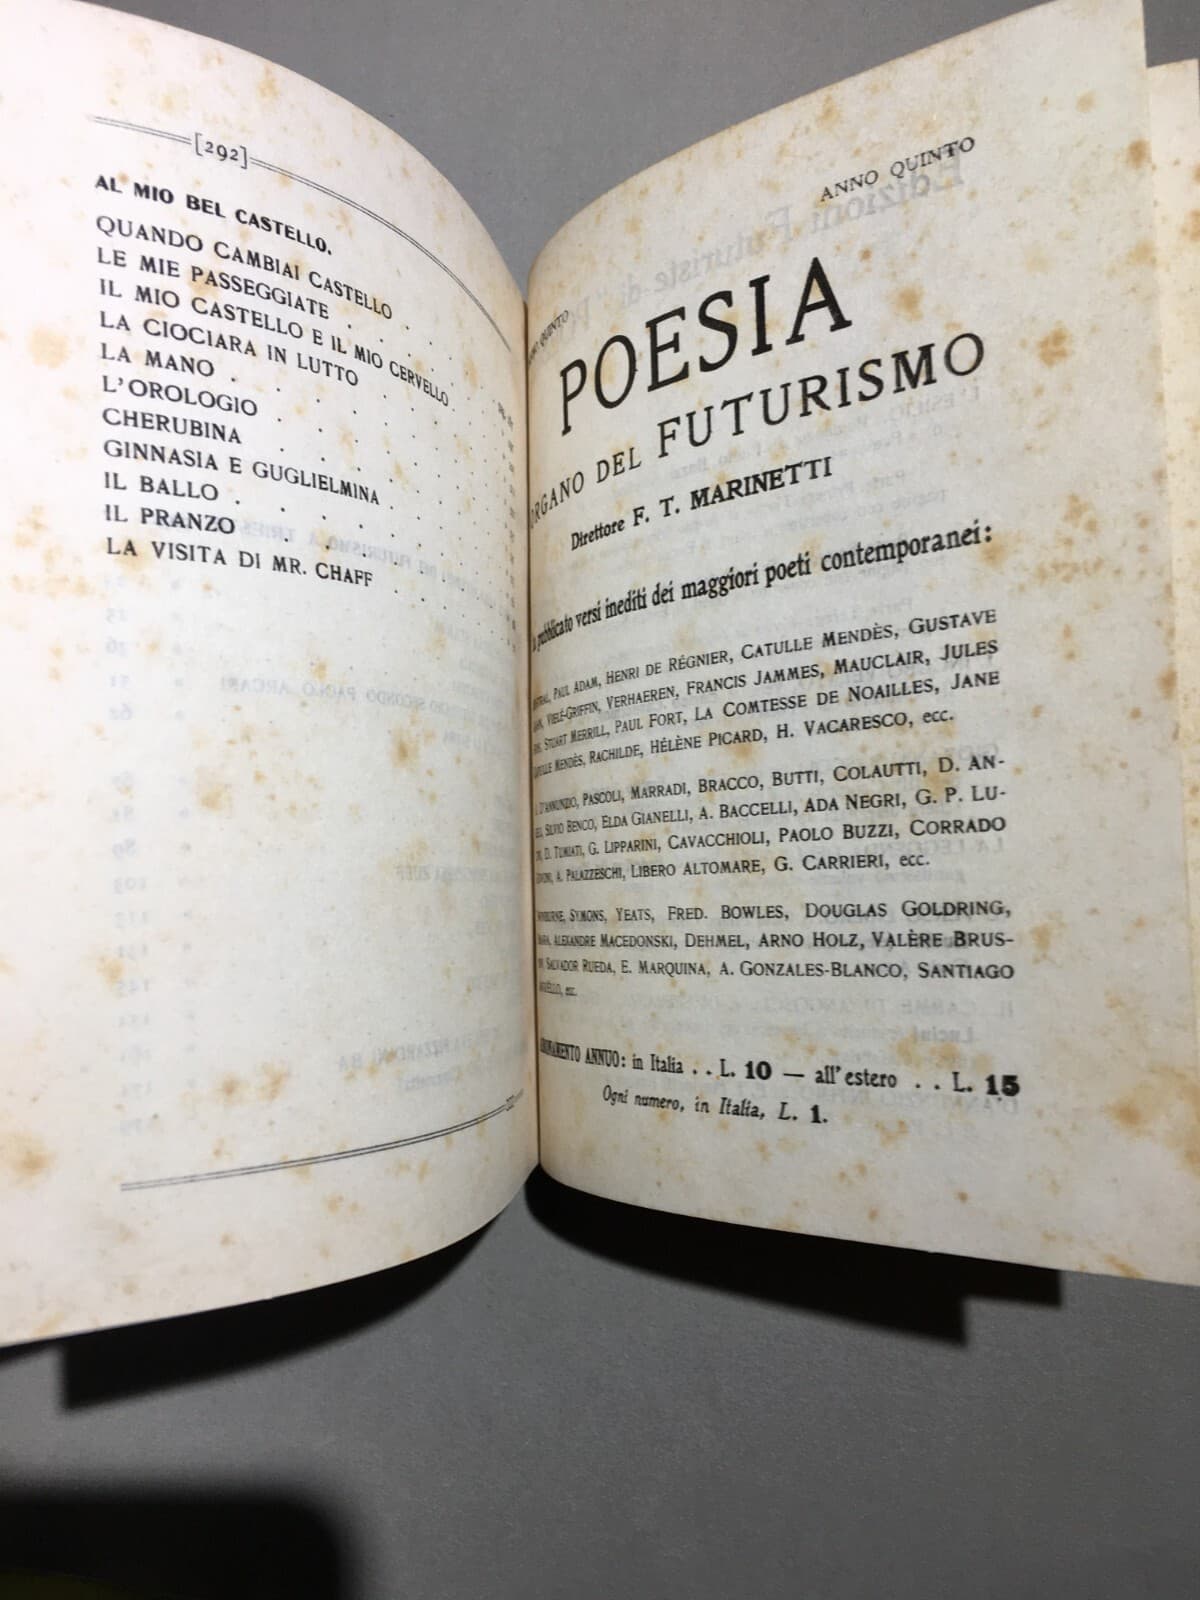 [292]
AL MIO BEL CASTELLO.
QUANDO CAMBIAI CASTELLO . .
LE MIE PASSEGGIATE . . . .
IL MIO CASTELLO E IL MIO CERVELLO .
LA CIOCIARA IN LUTTO . . . .
LA MANO . . . . . . .
L'OROLOGIO . . . . . .
CHERUBINA . . . . . .
GINNASIA E GUGLIELMINA . . . .
IL BALLO . . . . . . .
IL PRANZO . . . . . .
LA VISITA DI MR. CHAFF . . . .
ANNO QUINTO
QUINTO
POESIA
ORGANO DEL FUTURISMO
Direttore F. T. MARINETTI
pubblicato versi inediti dei maggiori poeti contemporanei:
PAUL ADAM, HENRI DE RÉGNIER, CATULLE MENDÈS, GUSTAVE
VIELÉ-GRIFFIN, VERHAEREN, FRANCIS JAMMES, MAUCLAIR, JULES
STUART MERRILL, PAUL FORT, LA COMTESSE DE NOAILLES, JANE
CATULLE MENDÈS, RACHILDE, HÉLÈNE PICARD, H. VACARESCO, ecc.
D'ANNUNZIO, PASCOLI, MARRADI, BRACCO, BUTTI, COLAUTTI, D. AN-
SILVIO BENCO, ELDA GIANELLI, A. BACCELLI, ADA NEGRI, G. P. LU-
D. TUMIATI, G. LIPPARINI, CAVACCHIOLI, PAOLO BUZZI, CORRADO
A. PALAZZESCHI, LIBERO ALTOMARE, G. CARRIERI, ecc.
SYMONS, YEATS, FRED. BOWLES, DOUGLAS GOLDRING,
ALEXANDRE MACEDONSKI, DEHMEL, ARNO HOLZ, VALÈRE BRUS-
SALVADOR RUEDA, E. MARQUINA, A. GONZALES-BLANCO, SANTIAGO
ecc.
ANNUO: in Italia . . L. 10 — all'estero . . L. 15
Ogni numero, in Italia, L. 1.